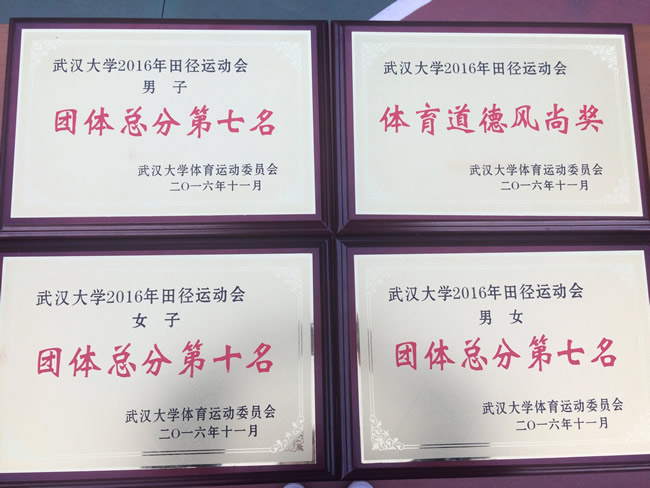 武汉大学2016年田径运动会
男子
团体总分第七名
武汉大学体育运动委员会
二〇一六年十一月
武汉大学2016年田径运动会
体育道德风尚奖
武汉大学体育运动委员会
二〇一六年十一月
武汉大学2016年田径运动会
女子
团体总分第十名
武汉大学体育运动委员会
二〇一六年十一月
武汉大学2016年田径运动会
男女
团体总分第七名
武汉大学体育运动委员会
二〇一六年十一月